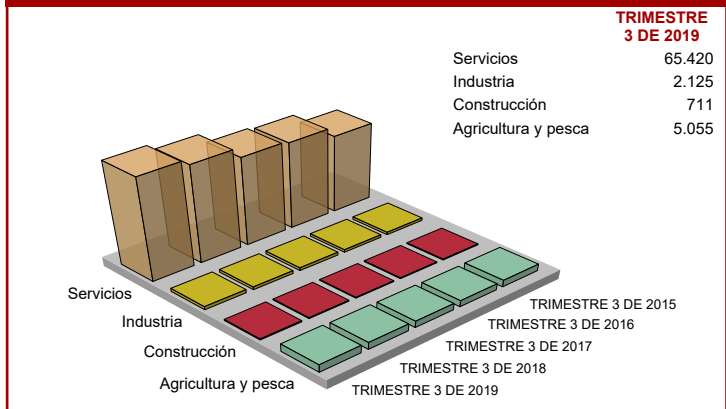 TRIMESTRE
3 DE 2019
Servicios 65.420
Industria 2.125
Construcción 711
Agricultura y pesca 5.055
Servicios
Industria
Construcción
Agricultura y pesca
TRIMESTRE 3 DE 2015
TRIMESTRE 3 DE 2016
TRIMESTRE 3 DE 2017
TRIMESTRE 3 DE 2018
TRIMESTRE 3 DE 2019